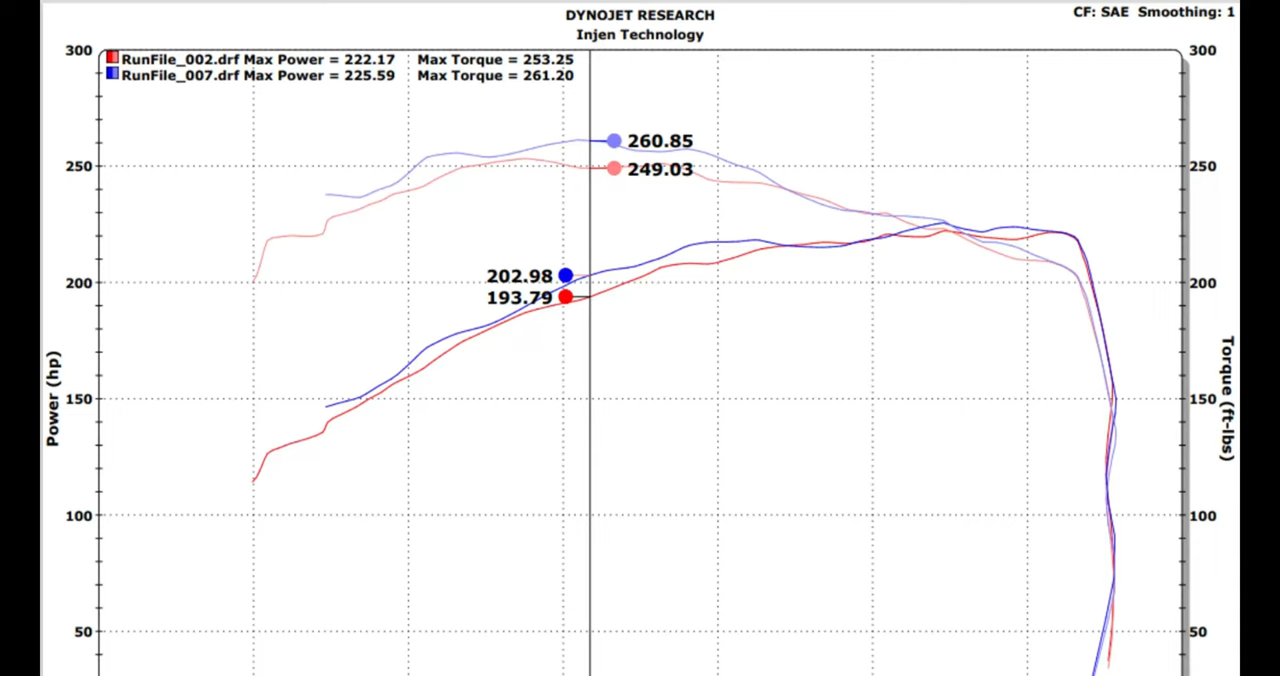 DYNOJET RESEARCH
CF: SAE Smoothing: 1
Injen Technology
RunFile_002.drf Max Power = 222.17 Max Torque = 253.25
RunFile_007.drf Max Power = 225.59 Max Torque = 261.20
300
250
200
150
100
50
Power (hp)
260.85
249.03
202.98
193.79
300
250
200
150
100
50
Torque (ft-lbs)